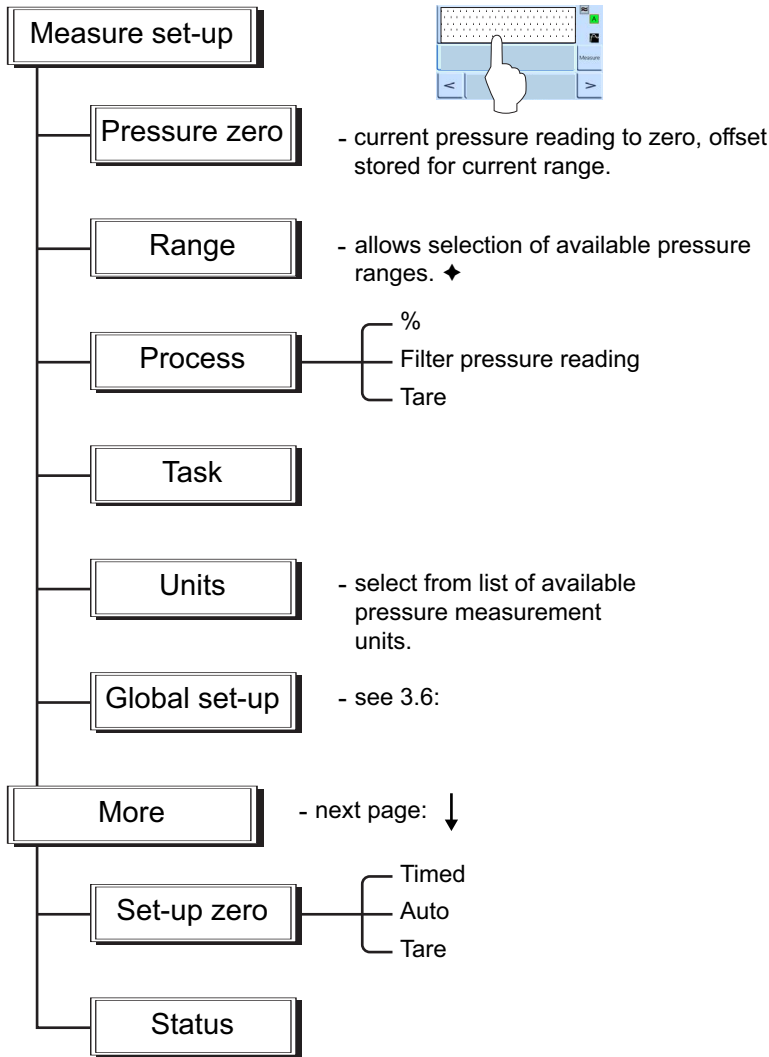 Measure set-up
A
Measure
<
>
Pressure zero
- current pressure reading to zero, offset
stored for current range.
Range
- allows selection of available pressure
ranges. ✦
Process
%
Filter pressure reading
Tare
Task
Units
- select from list of available
pressure measurement
units.
Global set-up
- see 3.6:
More
- next page: ↓
Set-up zero
Timed
Auto
Tare
Status